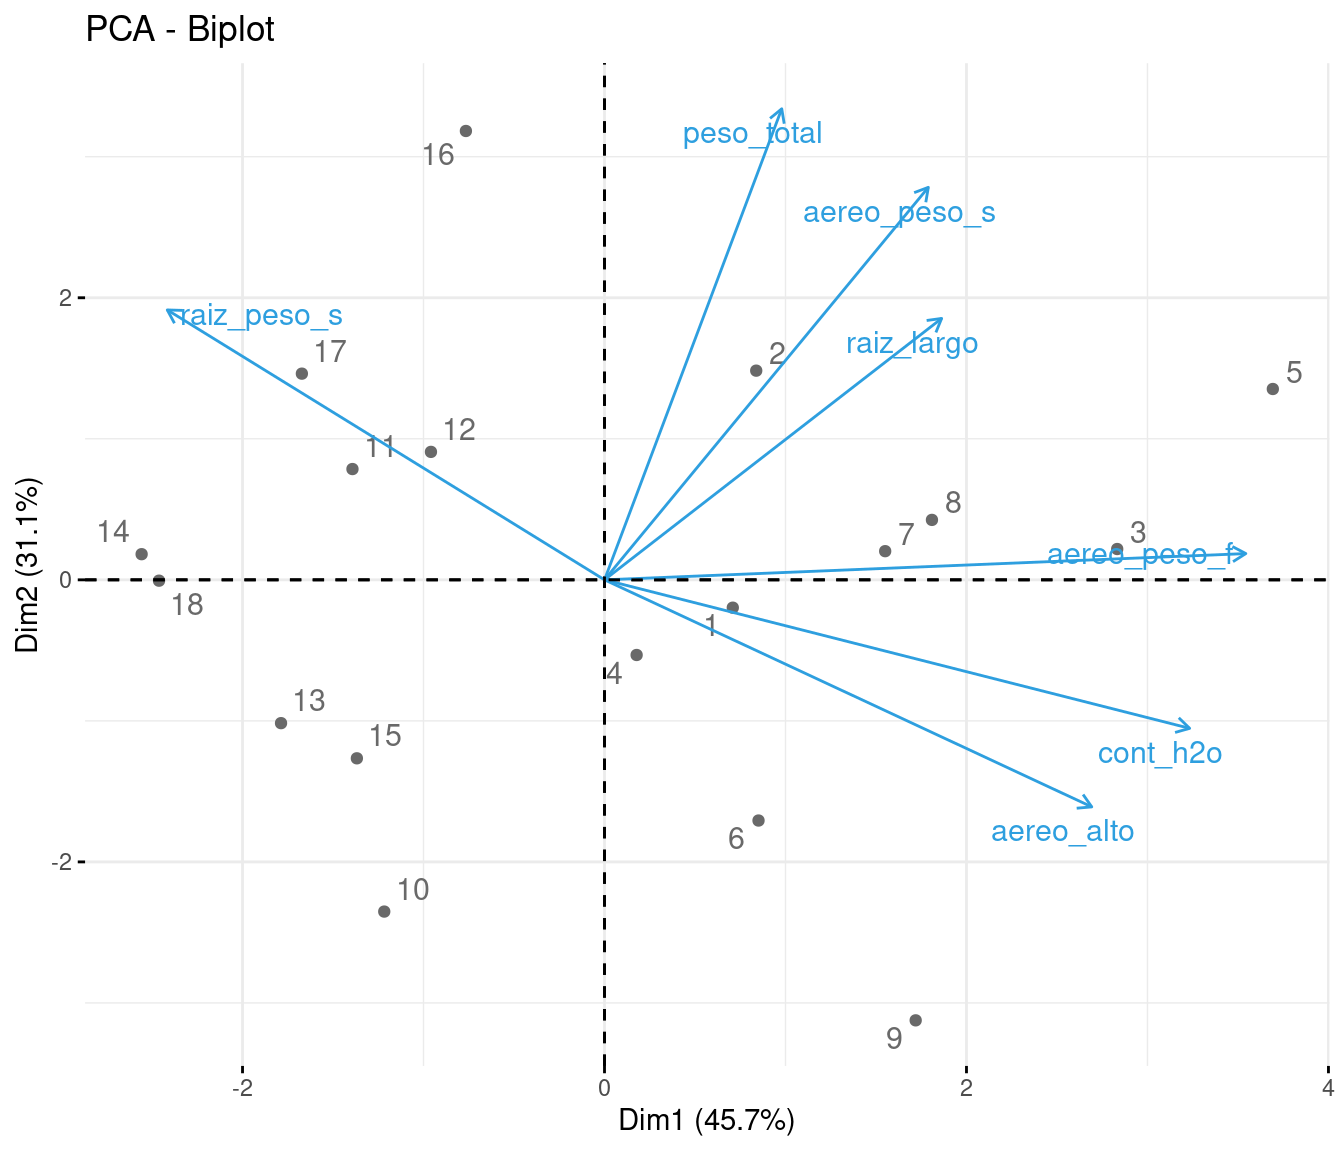 PCA - Biplot
peso_total
16
aereo_peso_s
2
raiz_peso_s
17
raiz_largo
2
5
12
11
8
14
7
3
aereo_peso_f
0
18
1
4
13
15
cont_h2o
aereo_alto
6
-2
10
9
-2
0
2
4
Dim1 (45.7%)
Dim2 (31.1%)